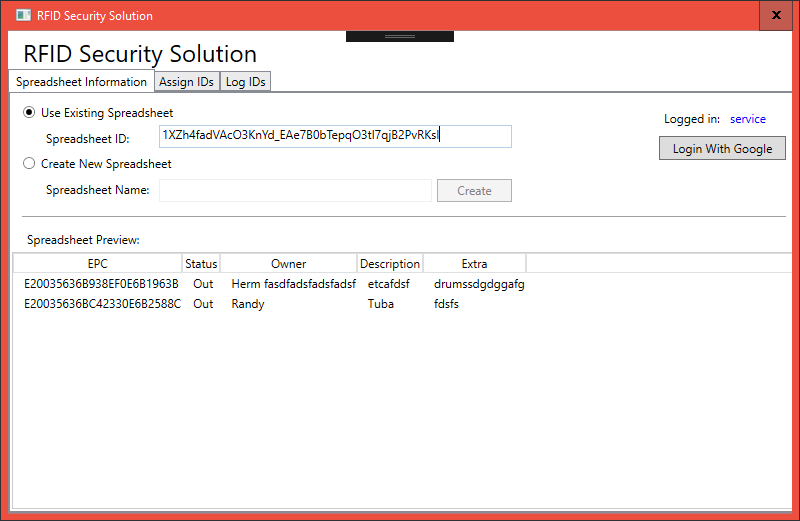 RFID Security Solution
x
RFID Security Solution
Spreadsheet Information Assign IDs Log IDs
Use Existing Spreadsheet
Logged in: service
Spreadsheet ID: 1XZh4fadVAcO3KnYd_EAe7B0bTepqO3tI7qjB2PvRKsI
Login With Google
Create New Spreadsheet
Spreadsheet Name: Create
Spreadsheet Preview:
EPC Status Owner Description Extra
E20035636B938EF0E6B1963B Out Herm fasdfadsfadsfadsf etcafdsf drumssdgdggafg
E20035636BC42330E6B2588C Out Randy Tuba fdsfs